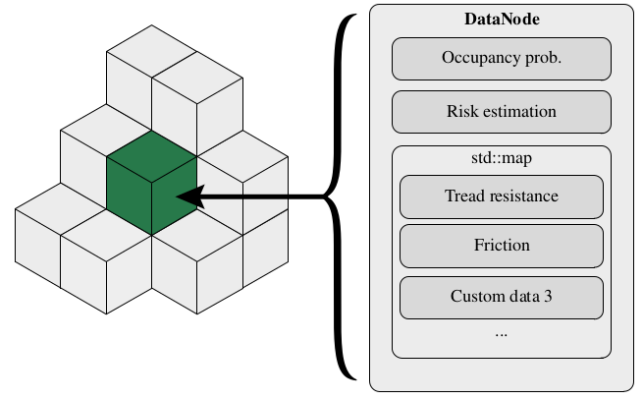 DataNode
Occupancy prob.
Risk estimation
std::map
Tread resistance
Friction
Custom data 3
...